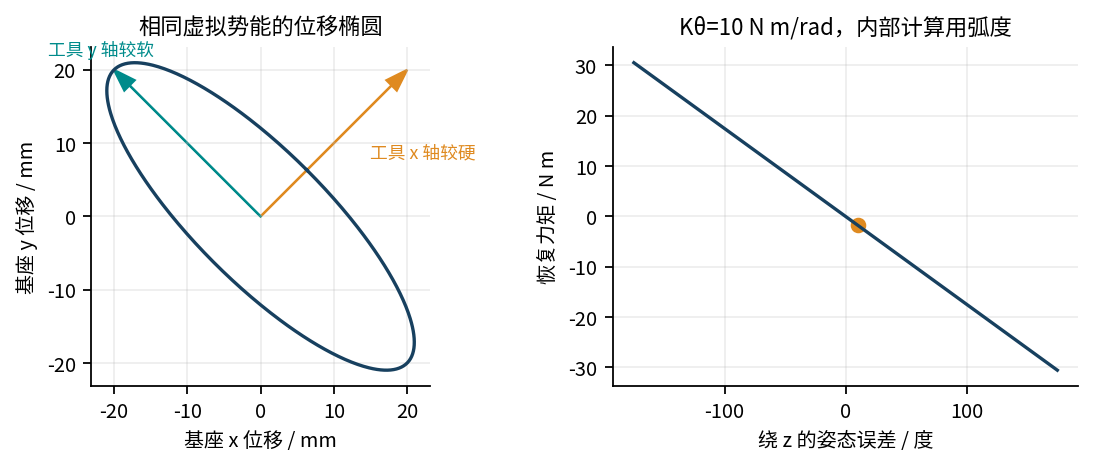 相同虚拟势能的位移椭圆
工具 y 轴较软
工具 x 轴较硬
20
10
0
-10
-20
基座 y 位移 / mm
-20 -10 0 10 20
基座 x 位移 / mm
Kθ=10 N m/rad，内部计算用弧度
30
20
10
0
-10
-20
-30
恢复力矩 / N m
-100 0 100
绕 z 的姿态误差 / 度